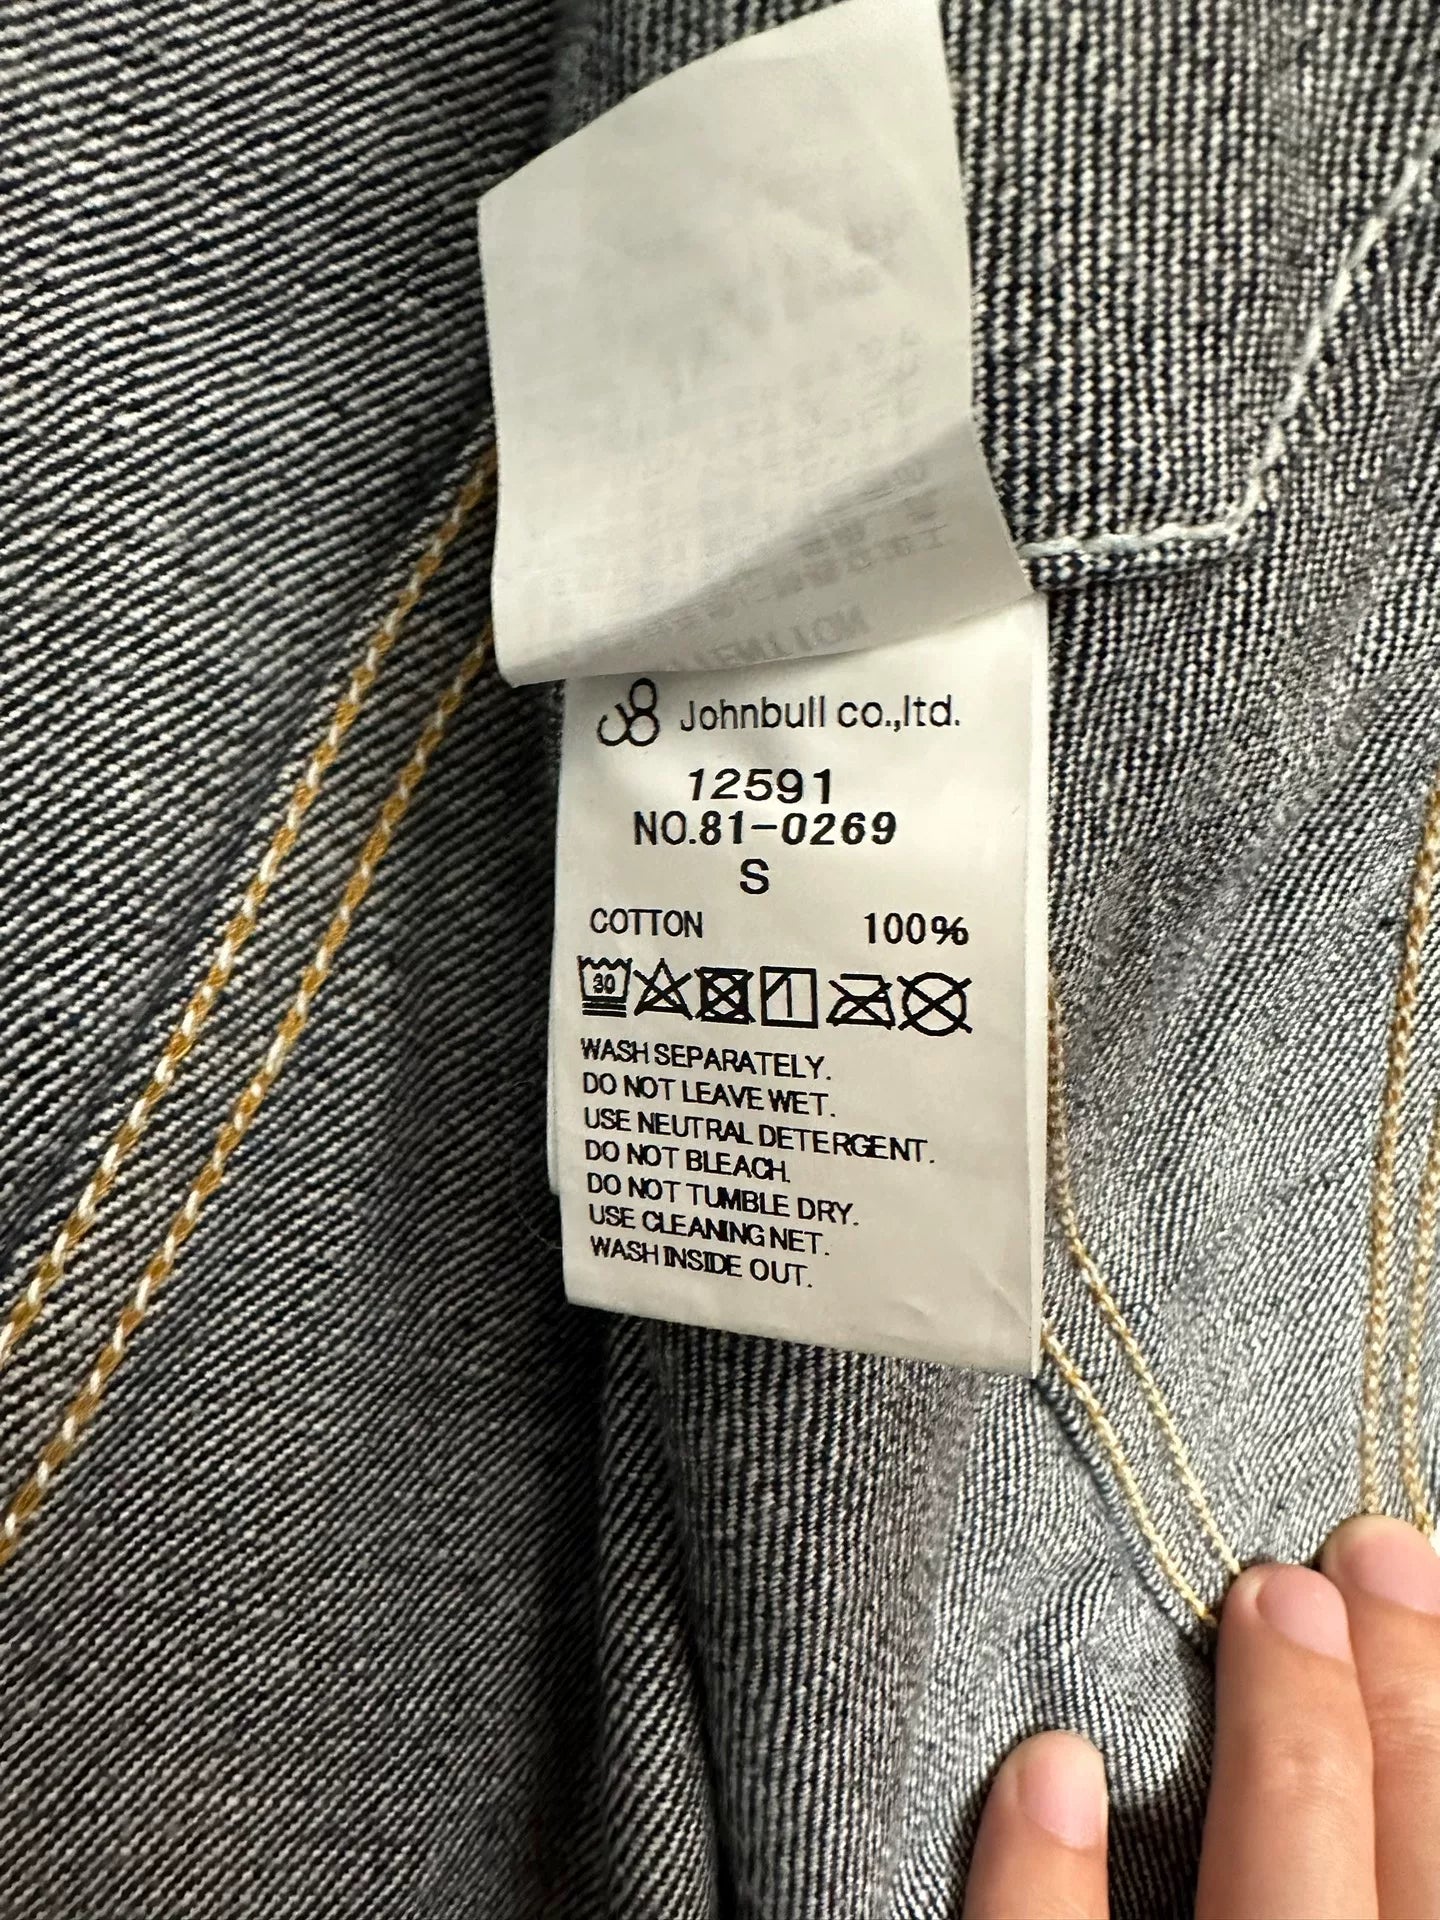 Johnbull co.,ltd.
12591
NO.81-0269
S
COTTON 100%
30
WASH SEPARATELY.
DO NOT LEAVE WET.
USE NEUTRAL DETERGENT.
DO NOT BLEACH.
DO NOT TUMBLE DRY.
USE CLEANING NET.
WASH INSIDE OUT.